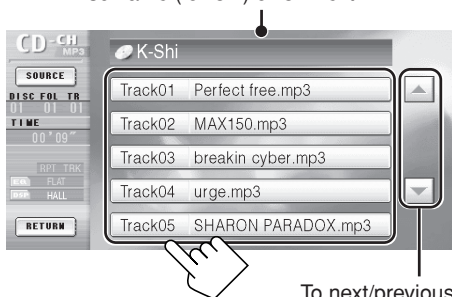 CD-CH
MP3
K-Shi
SOURCE
DISC FOL TR
01 01 01
TIME
00'09"
RPT TRK
EQ FLAT
DSP HALL
RETURN
Track01 Perfect free.mp3
Track02 MAX150.mp3
Track03 breakin cyber.mp3
Track04 urge.mp3
Track05 SHARON PARADOX.mp3
To next/previous